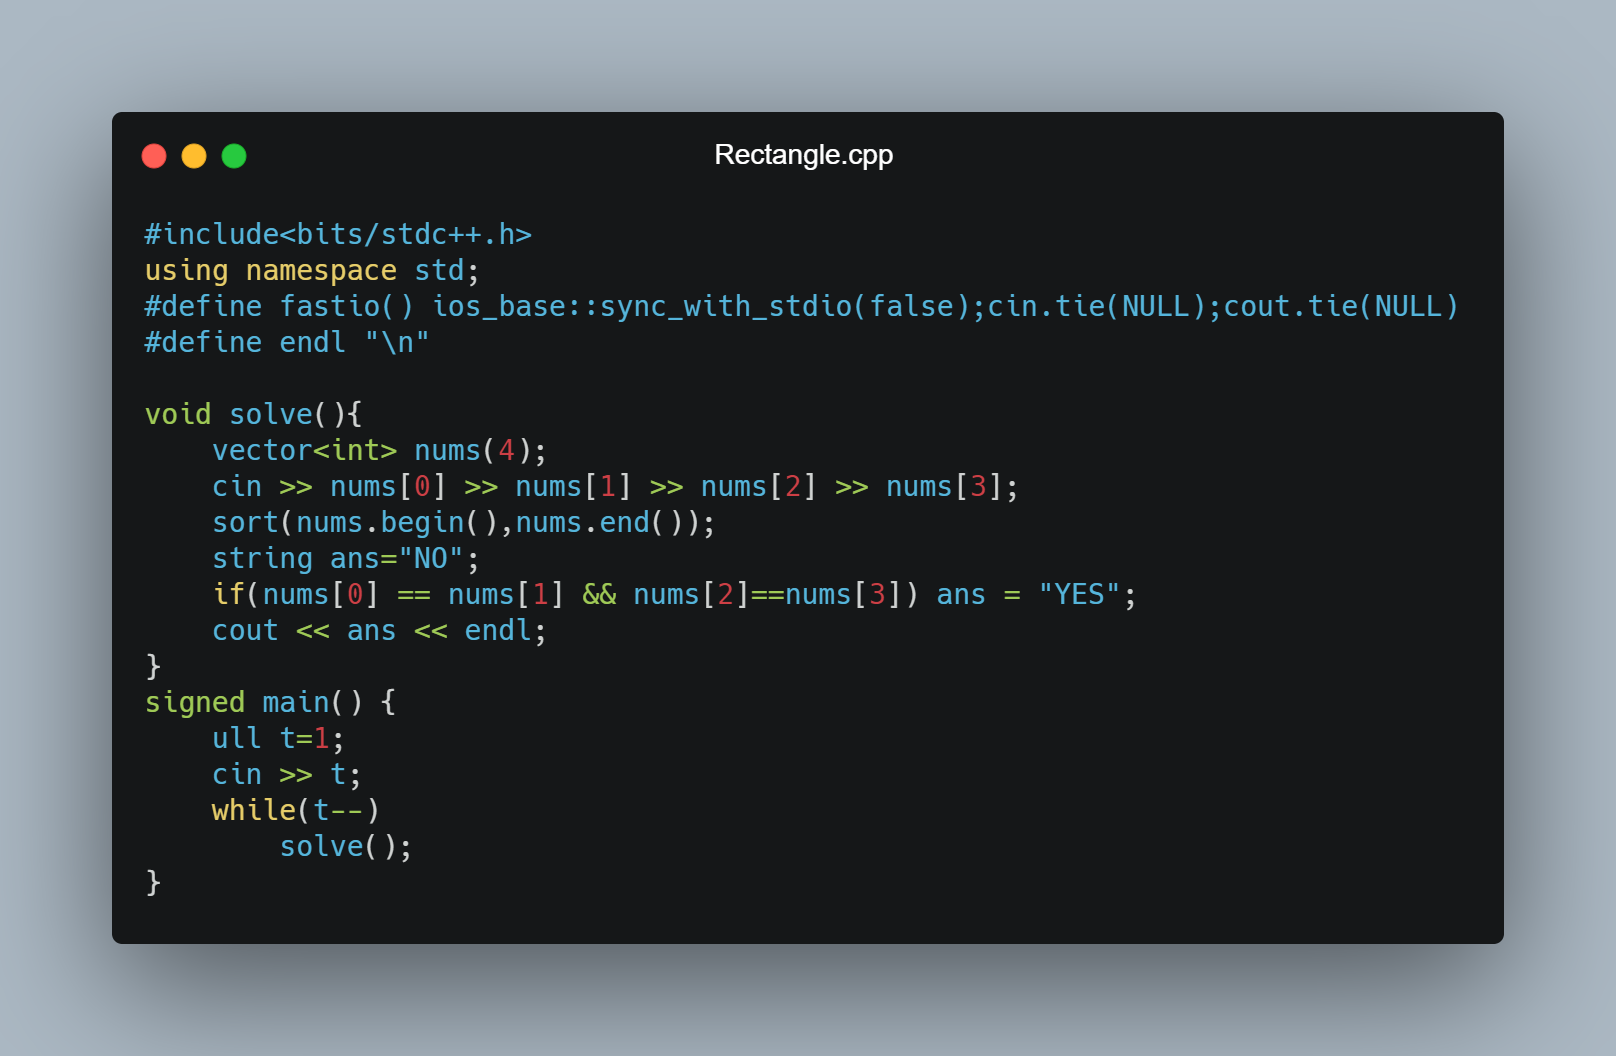 Rectangle.cpp
#include<bits/stdc++.h>
using namespace std;
#define fastio() ios_base::sync_with_stdio(false);cin.tie(NULL);cout.tie(NULL)
#define endl "\n"

void solve(){
    vector<int> nums(4);
    cin >> nums[0] >> nums[1] >> nums[2] >> nums[3];
    sort(nums.begin(),nums.end());
    string ans="NO";
    if(nums[0] == nums[1] && nums[2]==nums[3]) ans = "YES";
    cout << ans << endl;
}
signed main() {
    ull t=1;
    cin >> t;
    while(t--)
        solve();
}